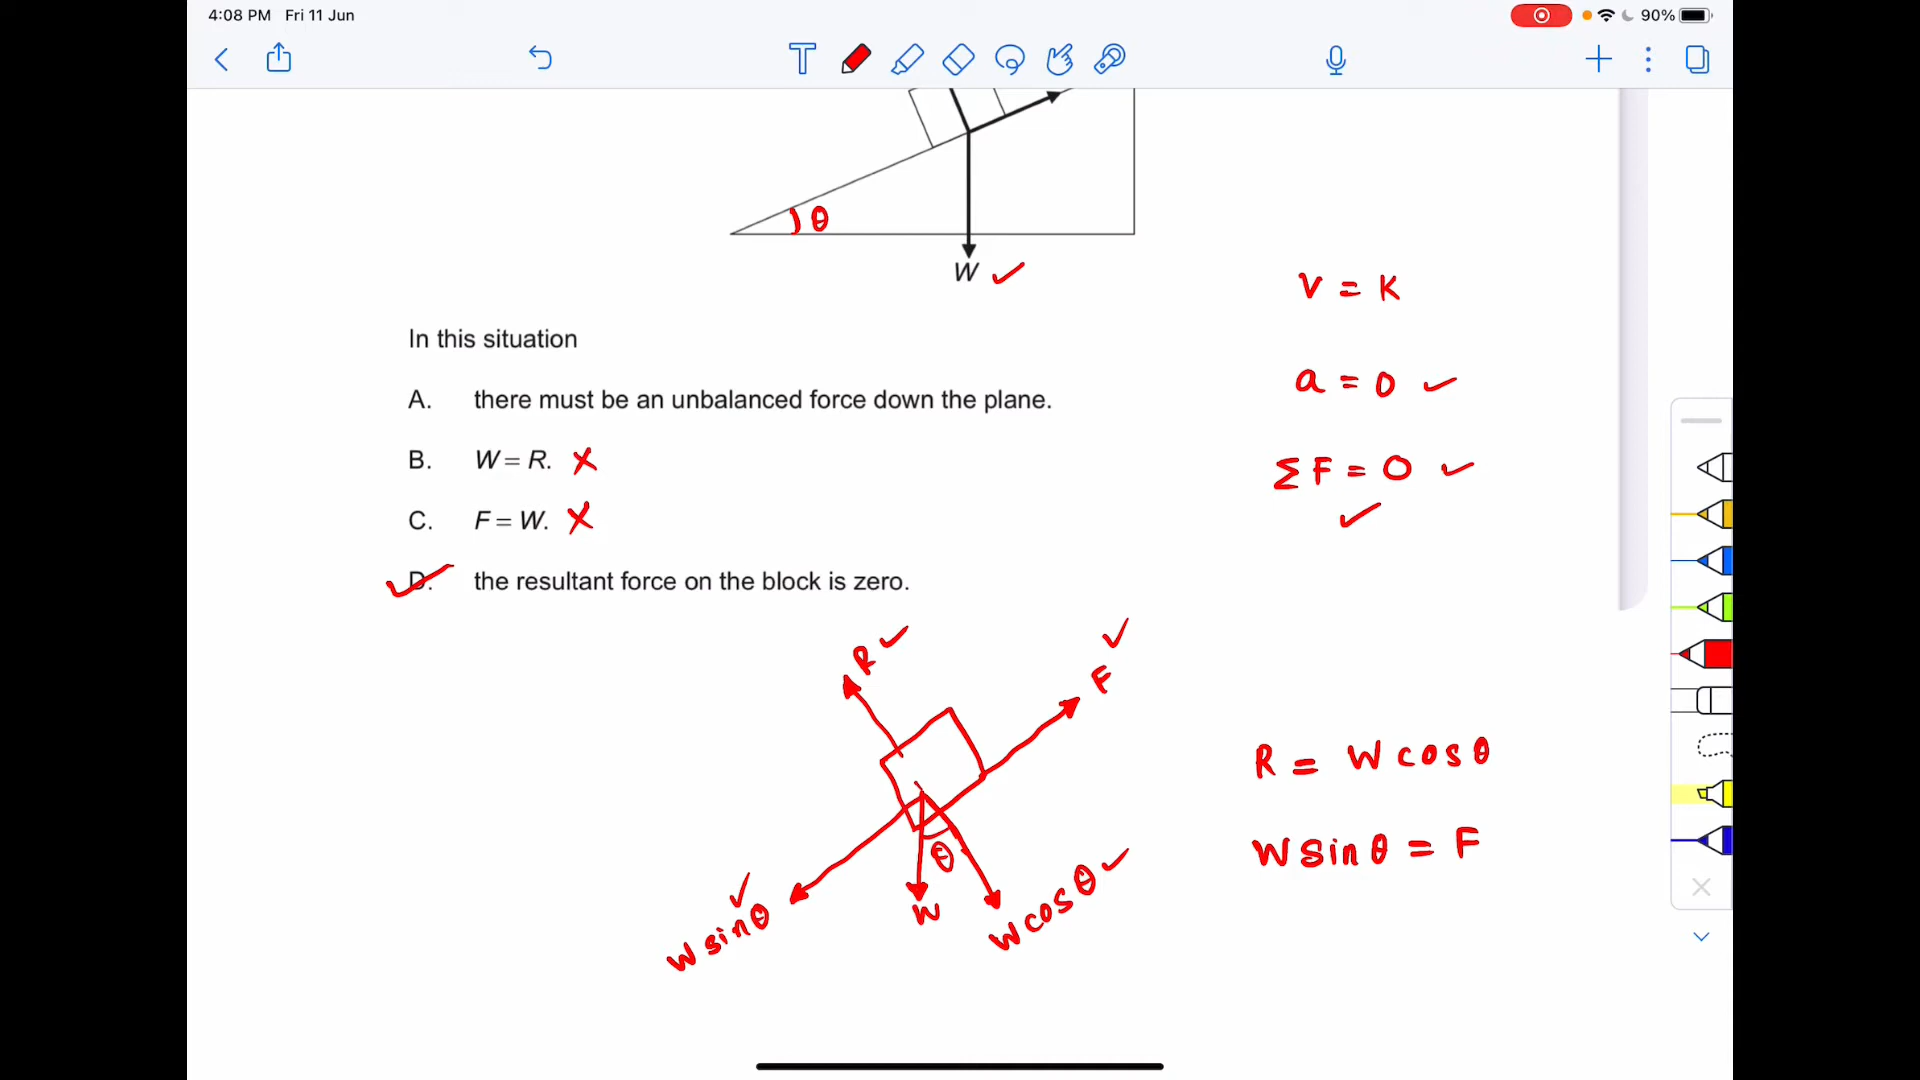 4:08 PM Fri 11 Jun
90%
T
θ
W
In this situation
A. there must be an unbalanced force down the plane.
B. W = R.
C. F = W.
D. the resultant force on the block is zero.
V = K
a = 0
Σ F = 0
R
F
θ
W
W sinθ
W cosθ
R = W cosθ
W sinθ = F